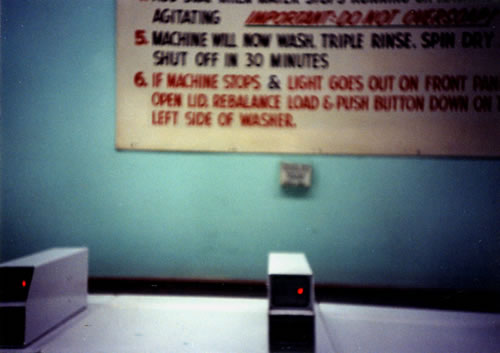 AGITATING IMPORTANT-DO NOT
5. MACHINE WILL NOW WASH, TRIPLE RINSE, SPIN DRY
SHUT OFF IN 30 MINUTES
6. IF MACHINE STOPS & LIGHT GOES OUT ON FRONT
OPEN LID, REBALANCE LOAD & PUSH BUTTON DOWN ON
LEFT SIDE OF WASHER.